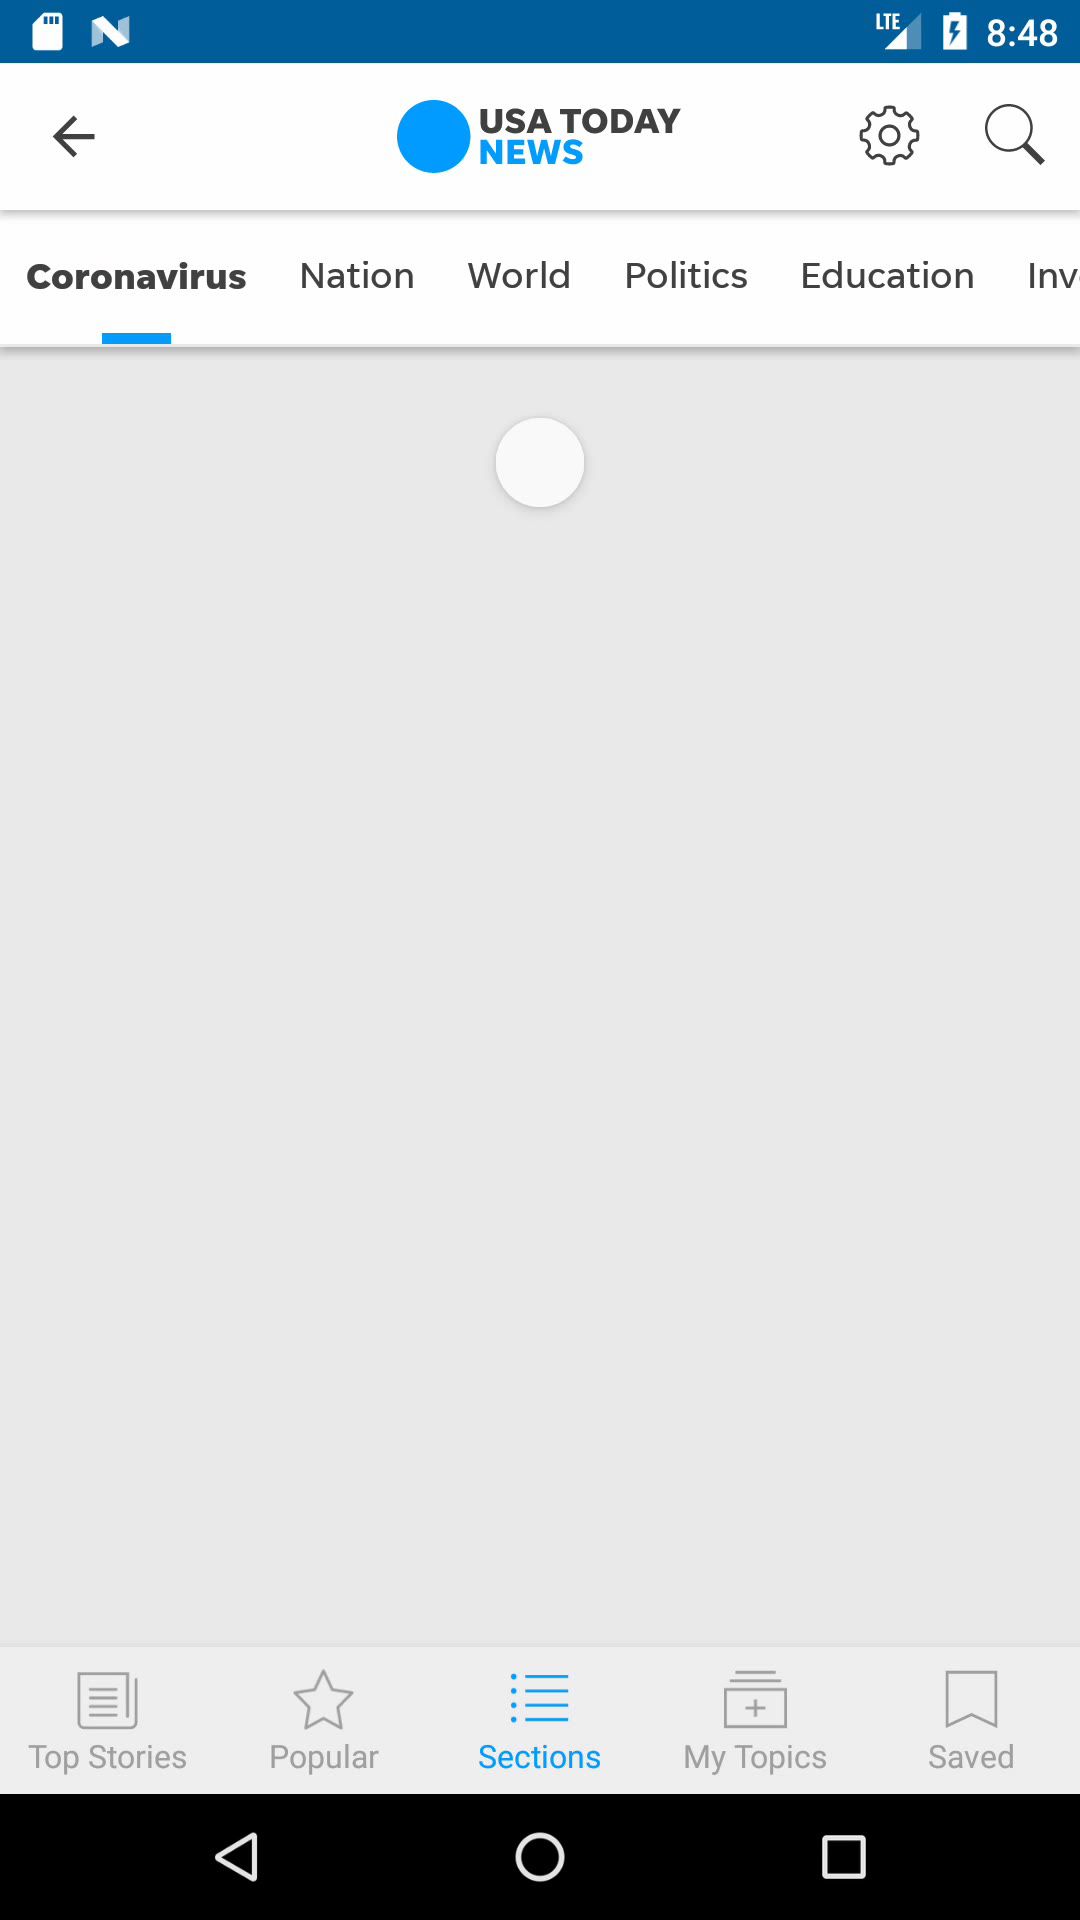 LTE 8:48
USA TODAY
NEWS
Coronavirus Nation World Politics Education Inv
Top Stories Popular Sections My Topics Saved